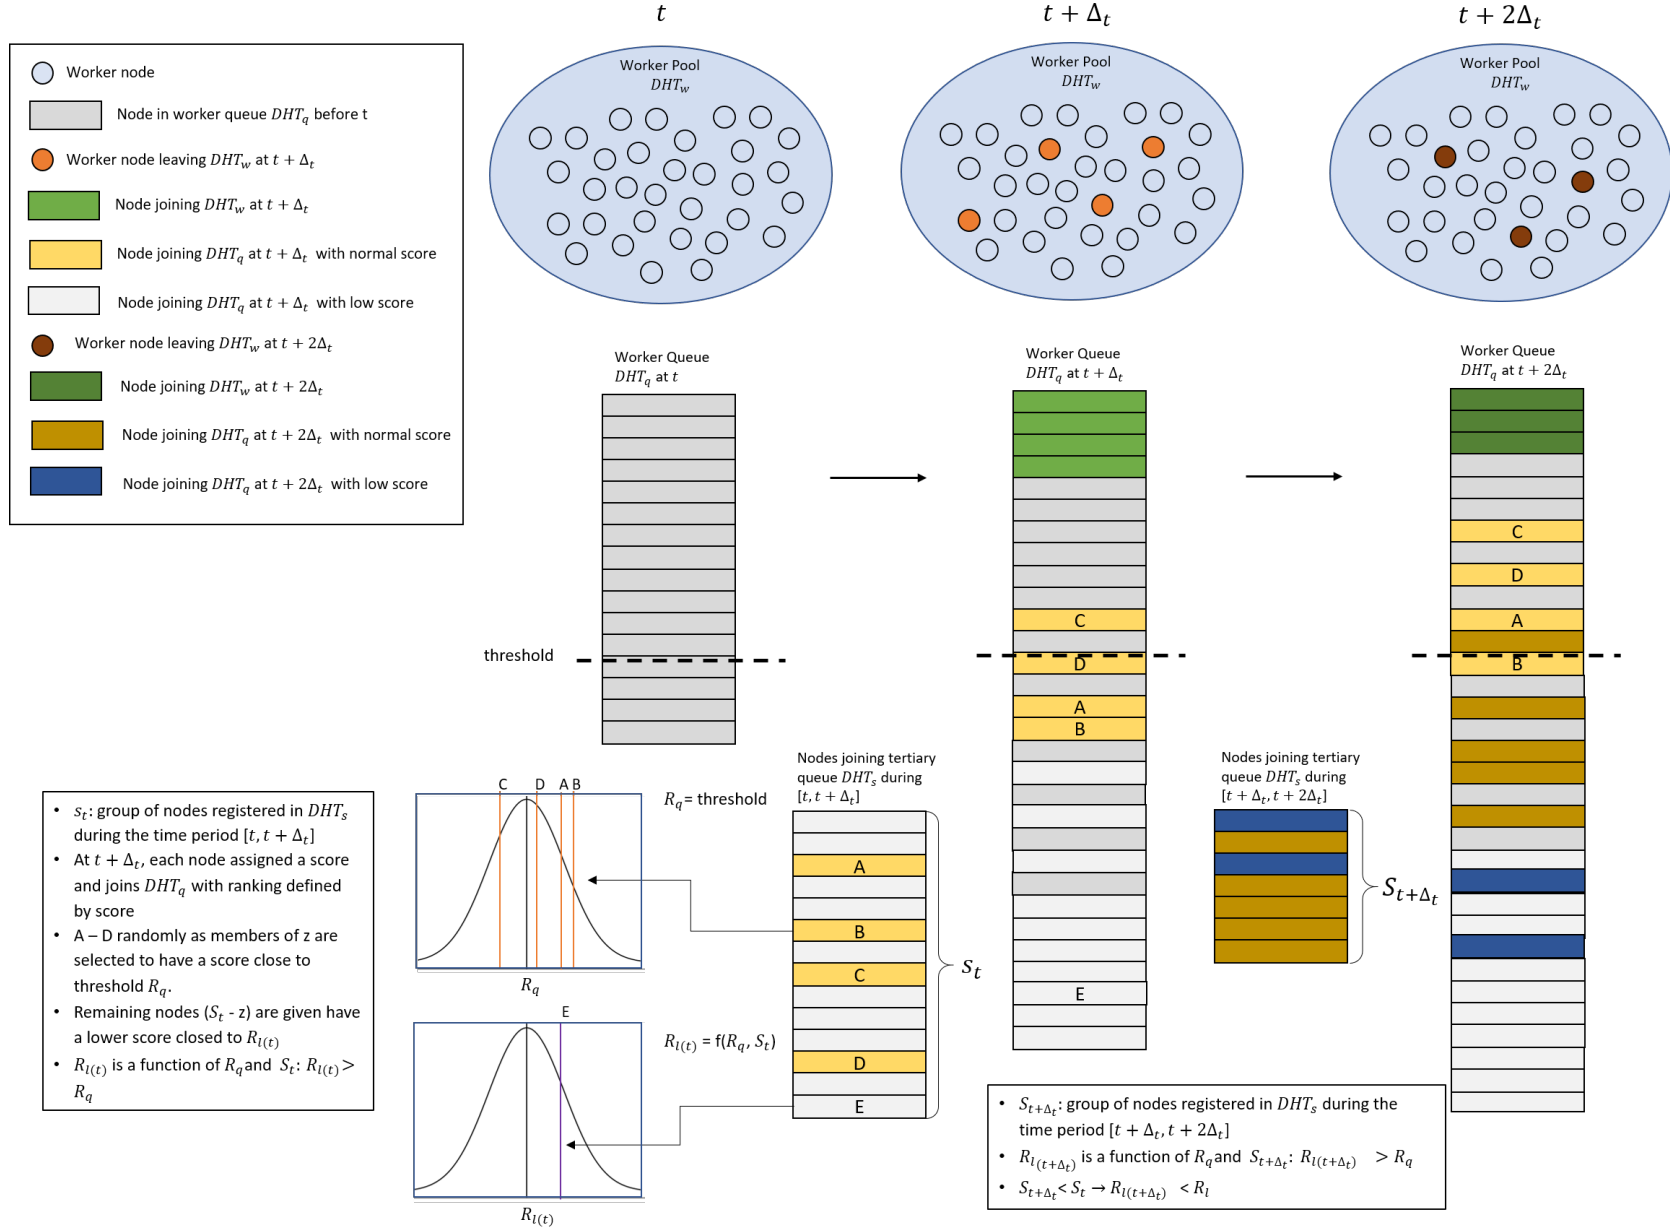 t
t + Δt
t + 2Δt
Worker node
Node in worker queue DHTq before t
Worker node leaving DHTw at t + Δt
Node joining DHTw at t + Δt
Node joining DHTq at t + Δt with normal score
Node joining DHTq at t + Δt with low score
Worker node leaving DHTw at t + 2Δt
Node joining DHTw at t + 2Δt
Node joining DHTq at t + 2Δt with normal score
Node joining DHTq at t + 2Δt with low score
Worker Pool
DHTw
Worker Pool
DHTw
Worker Pool
DHTw
Worker Queue
DHTq at t
threshold
Worker Queue
DHTq at t + Δt
C
D
A
B
E
Worker Queue
DHTq at t + 2Δt
C
D
A
B
• st: group of nodes registered in DHTs
during the time period [t, t + Δt]
• At t + Δt, each node assigned a score
and joins DHTq with ranking defined
by score
• A – D randomly as members of z are
selected to have a score close to
threshold Rq.
• Remaining nodes (St - z) are given have
a lower score closed to Rl(t)
• Rl(t) is a function of Rq and St: Rl(t) >
Rq
C D A B
Rq
Rq = threshold
E
Rl(t)
Rl(t) = f(Rq, St)
Nodes joining tertiary
queue DHTs during
[t, t + Δt]
A
B
C
D
E
St
Nodes joining tertiary
queue DHTs during
[t + Δt, t + 2Δt]
St+Δt
• St+Δt: group of nodes registered in DHTs during the
time period [t + Δt, t + 2Δt]
• Rl(t+Δt) is a function of Rq and St+Δt: Rl(t+Δt) > Rq
• St+Δt < St → Rl(t+Δt) < Rl